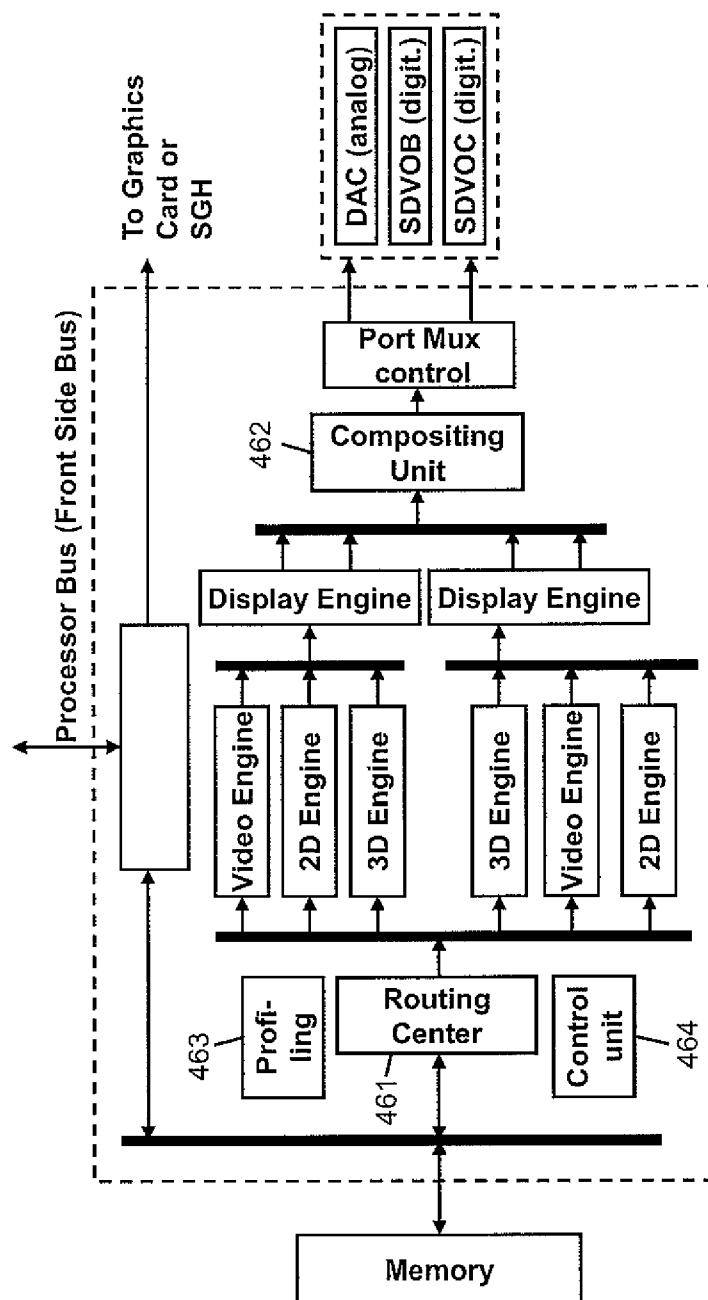 Processor Bus (Front Side Bus)
To Graphics
Card or
SGH
Memory
463
Profi-
ling
Routing
Center
461
Control
unit
464
Video Engine
2D Engine
3D Engine
3D Engine
Video Engine
2D Engine
Display Engine
Display Engine
462
Compositing
Unit
Port Mux
control
DAC (analog)
SDVOB (digit.)
SDVOC (digit.)